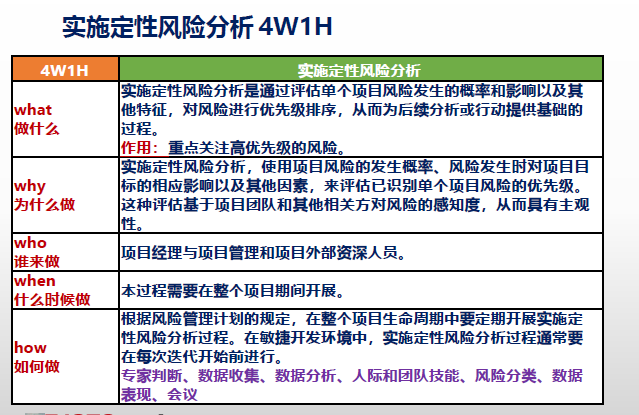 实施定性风险分析 4W1H
4W1H
实施定性风险分析
what
做什么
实施定性风险分析是通过评估单个项目风险发生的概率和影响以及其
他特征，对风险进行优先级排序，从而为后续分析或行动提供基础的
过程。
作用：重点关注高优先级的风险。
why
为什么做
实施定性风险分析，使用项目风险的发生概率、风险发生时对项目目
标的相应影响以及其他因素，来评估已识别单个项目风险的优先级。
这种评估基于项目团队和其他相关方对风险的感知度，从而具有主观
性。
who
谁来做
项目经理与项目管理和项目外部资深人员。
when
什么时候做
本过程需要在整个项目期间开展。
how
如何做
根据风险管理计划的规定，在整个项目生命周期中要定期开展实施定
性风险分析过程。在敏捷开发环境中，实施定性风险分析过程通常要
在每次迭代开始前进行。
专家判断、数据收集、数据分析、人际和团队技能、风险分类、数据
表现、会议